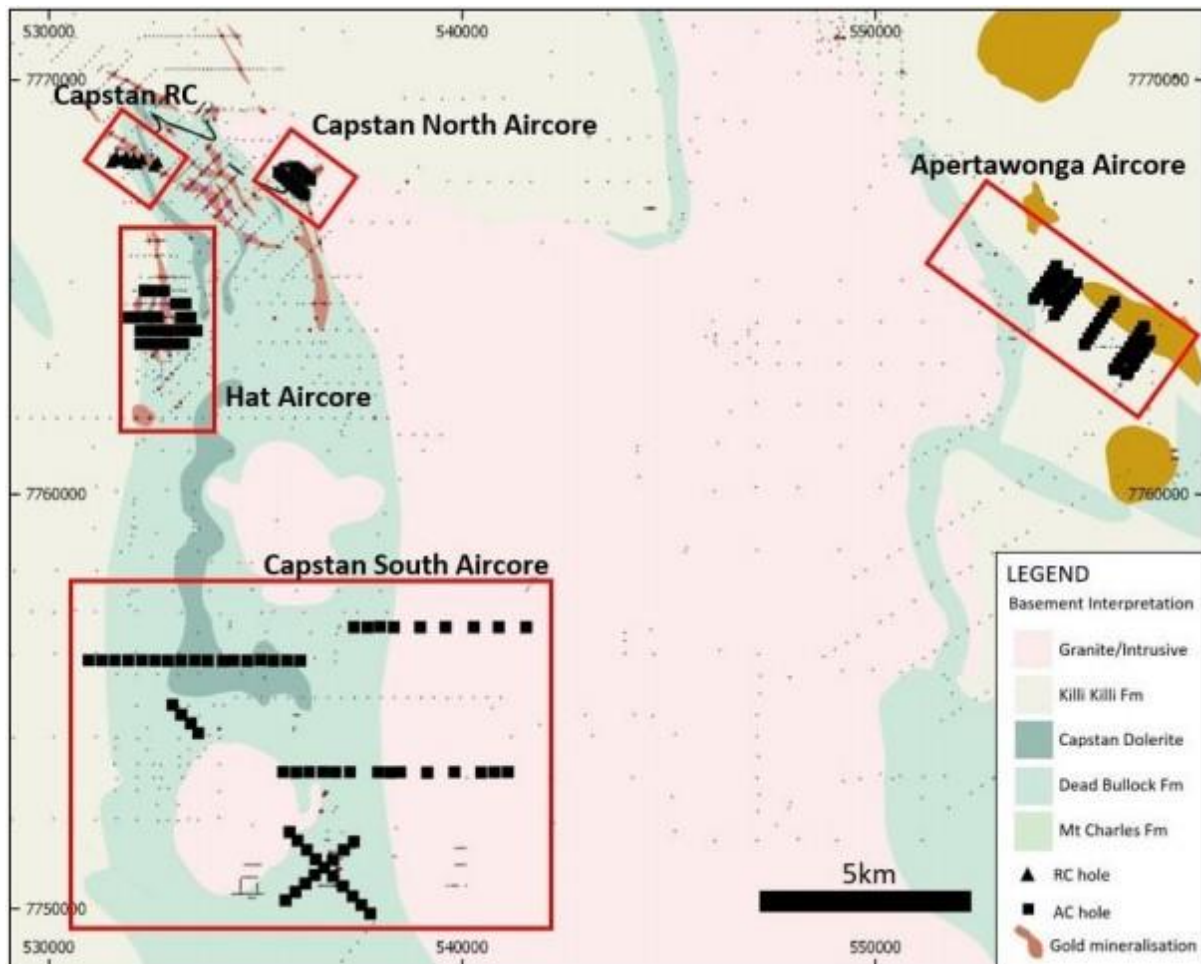 530000
540000
550000
7770000
7770000
Capstan RC
Capstan North Aircore
Apertawonga Aircore
Hat Aircore
7760000
7760000
Capstan South Aircore
LEGEND
Basement Interpretation
Granite/Intrusive
Killi Killi Fm
Capstan Dolerite
Dead Bullock Fm
Mt Charles Fm
RC hole
AC hole
Gold mineralisation
5km
7750000
530000
540000
550000